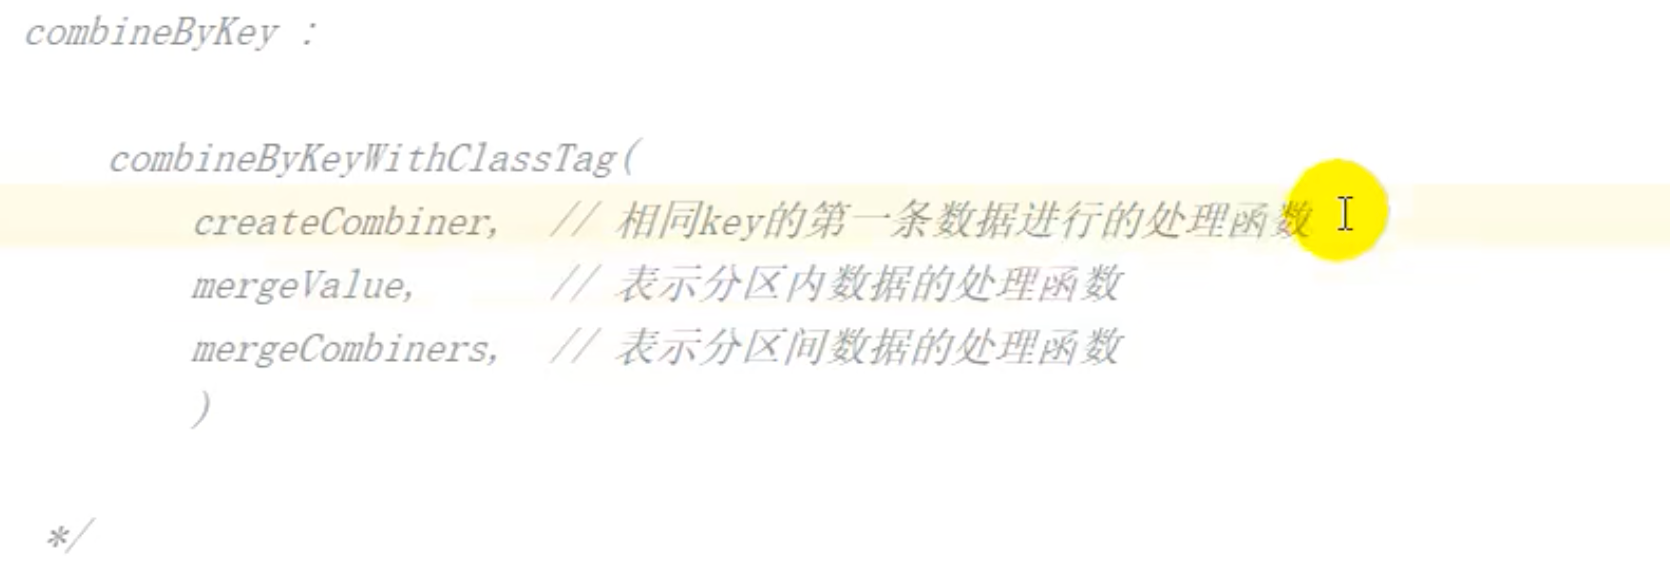 combineByKey :
combineByKeyWithClassTag(
createCombiner,  // 相同key的第一条数据进行的处理函数
mergeValue,      // 表示分区内数据的处理函数
mergeCombiners,  // 表示分区间数据的处理函数
)
*/